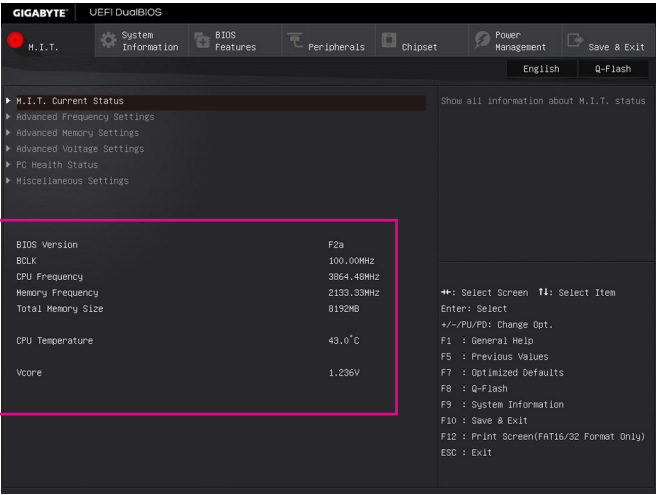 GIGABYTE™ UEFI DualBIOS
M.I.T. System Information BIOS Features Peripherals Chipset Power Management Save & Exit
English Q-Flash
M.I.T. Current Status
Show all information about M.I.T. status
Advanced Frequency Settings
Advanced Memory Settings
Advanced Voltage Settings
PC Health Status
Miscellaneous Settings
BIOS Version F2a
BCLK 100.00MHz
CPU Frequency 3864.48MHz
Memory Frequency 2133.33MHz
Total Memory Size 8192MB
CPU Temperature 43.0°C
Vcore 1.236V
→←: Select Screen ↑↓: Select Item
Enter: Select
+/-/PU/PD: Change Opt.
F1 : General Help
F5 : Previous Values
F7 : Optimized Defaults
F8 : Q-Flash
F9 : System Information
F10 : Save & Exit
F12 : Print Screen(FAT16/32 Format Only)
ESC : Exit